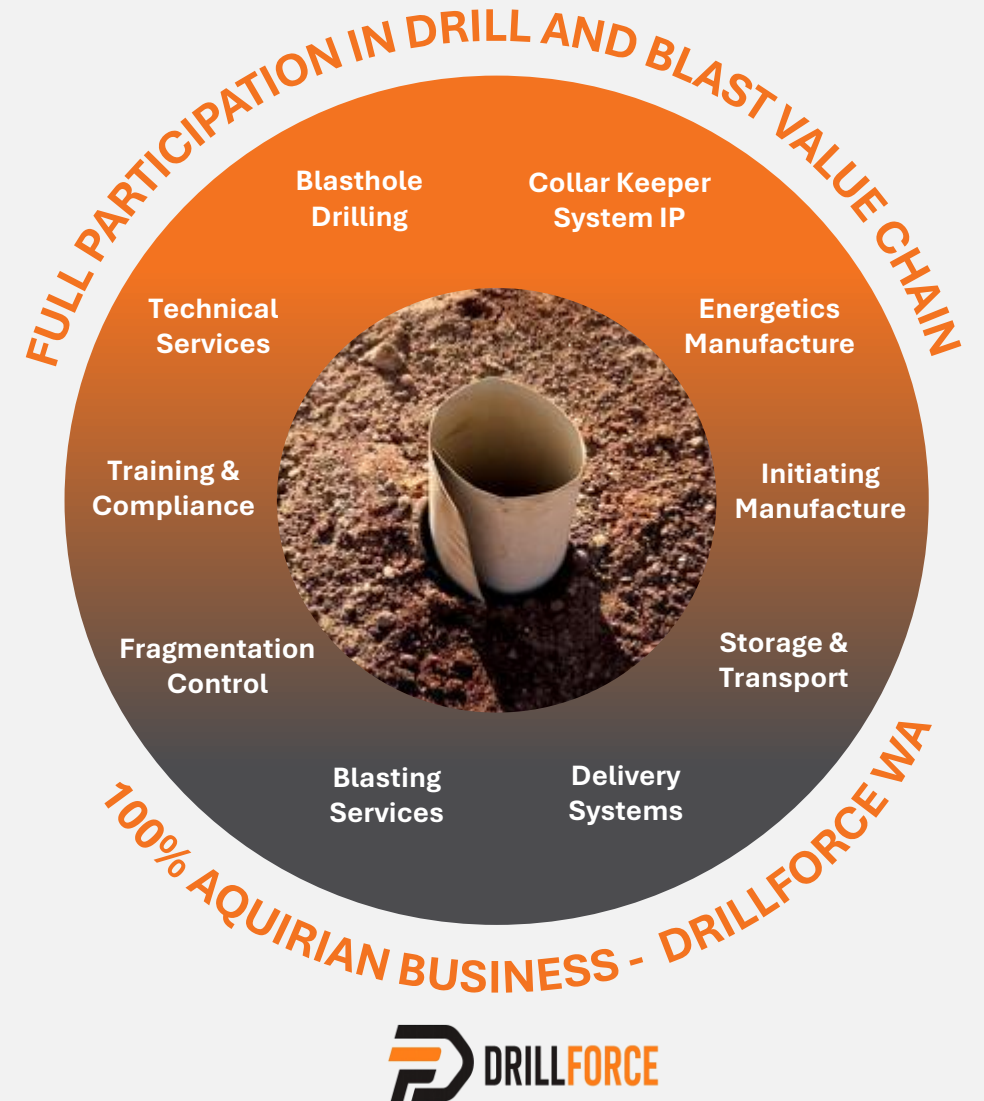 FULL PARTICIPATION IN DRILL AND BLAST VALUE CHAIN
Blasthole
Drilling
Collar Keeper
System IP
Technical
Services
Energetics
Manufacture
Training &
Compliance
Initiating
Manufacture
Fragmentation
Control
Storage &
Transport
Blasting
Services
Delivery
Systems
100% AQUIRIAN BUSINESS - DRILLFORCE WA
DRILLFORCE